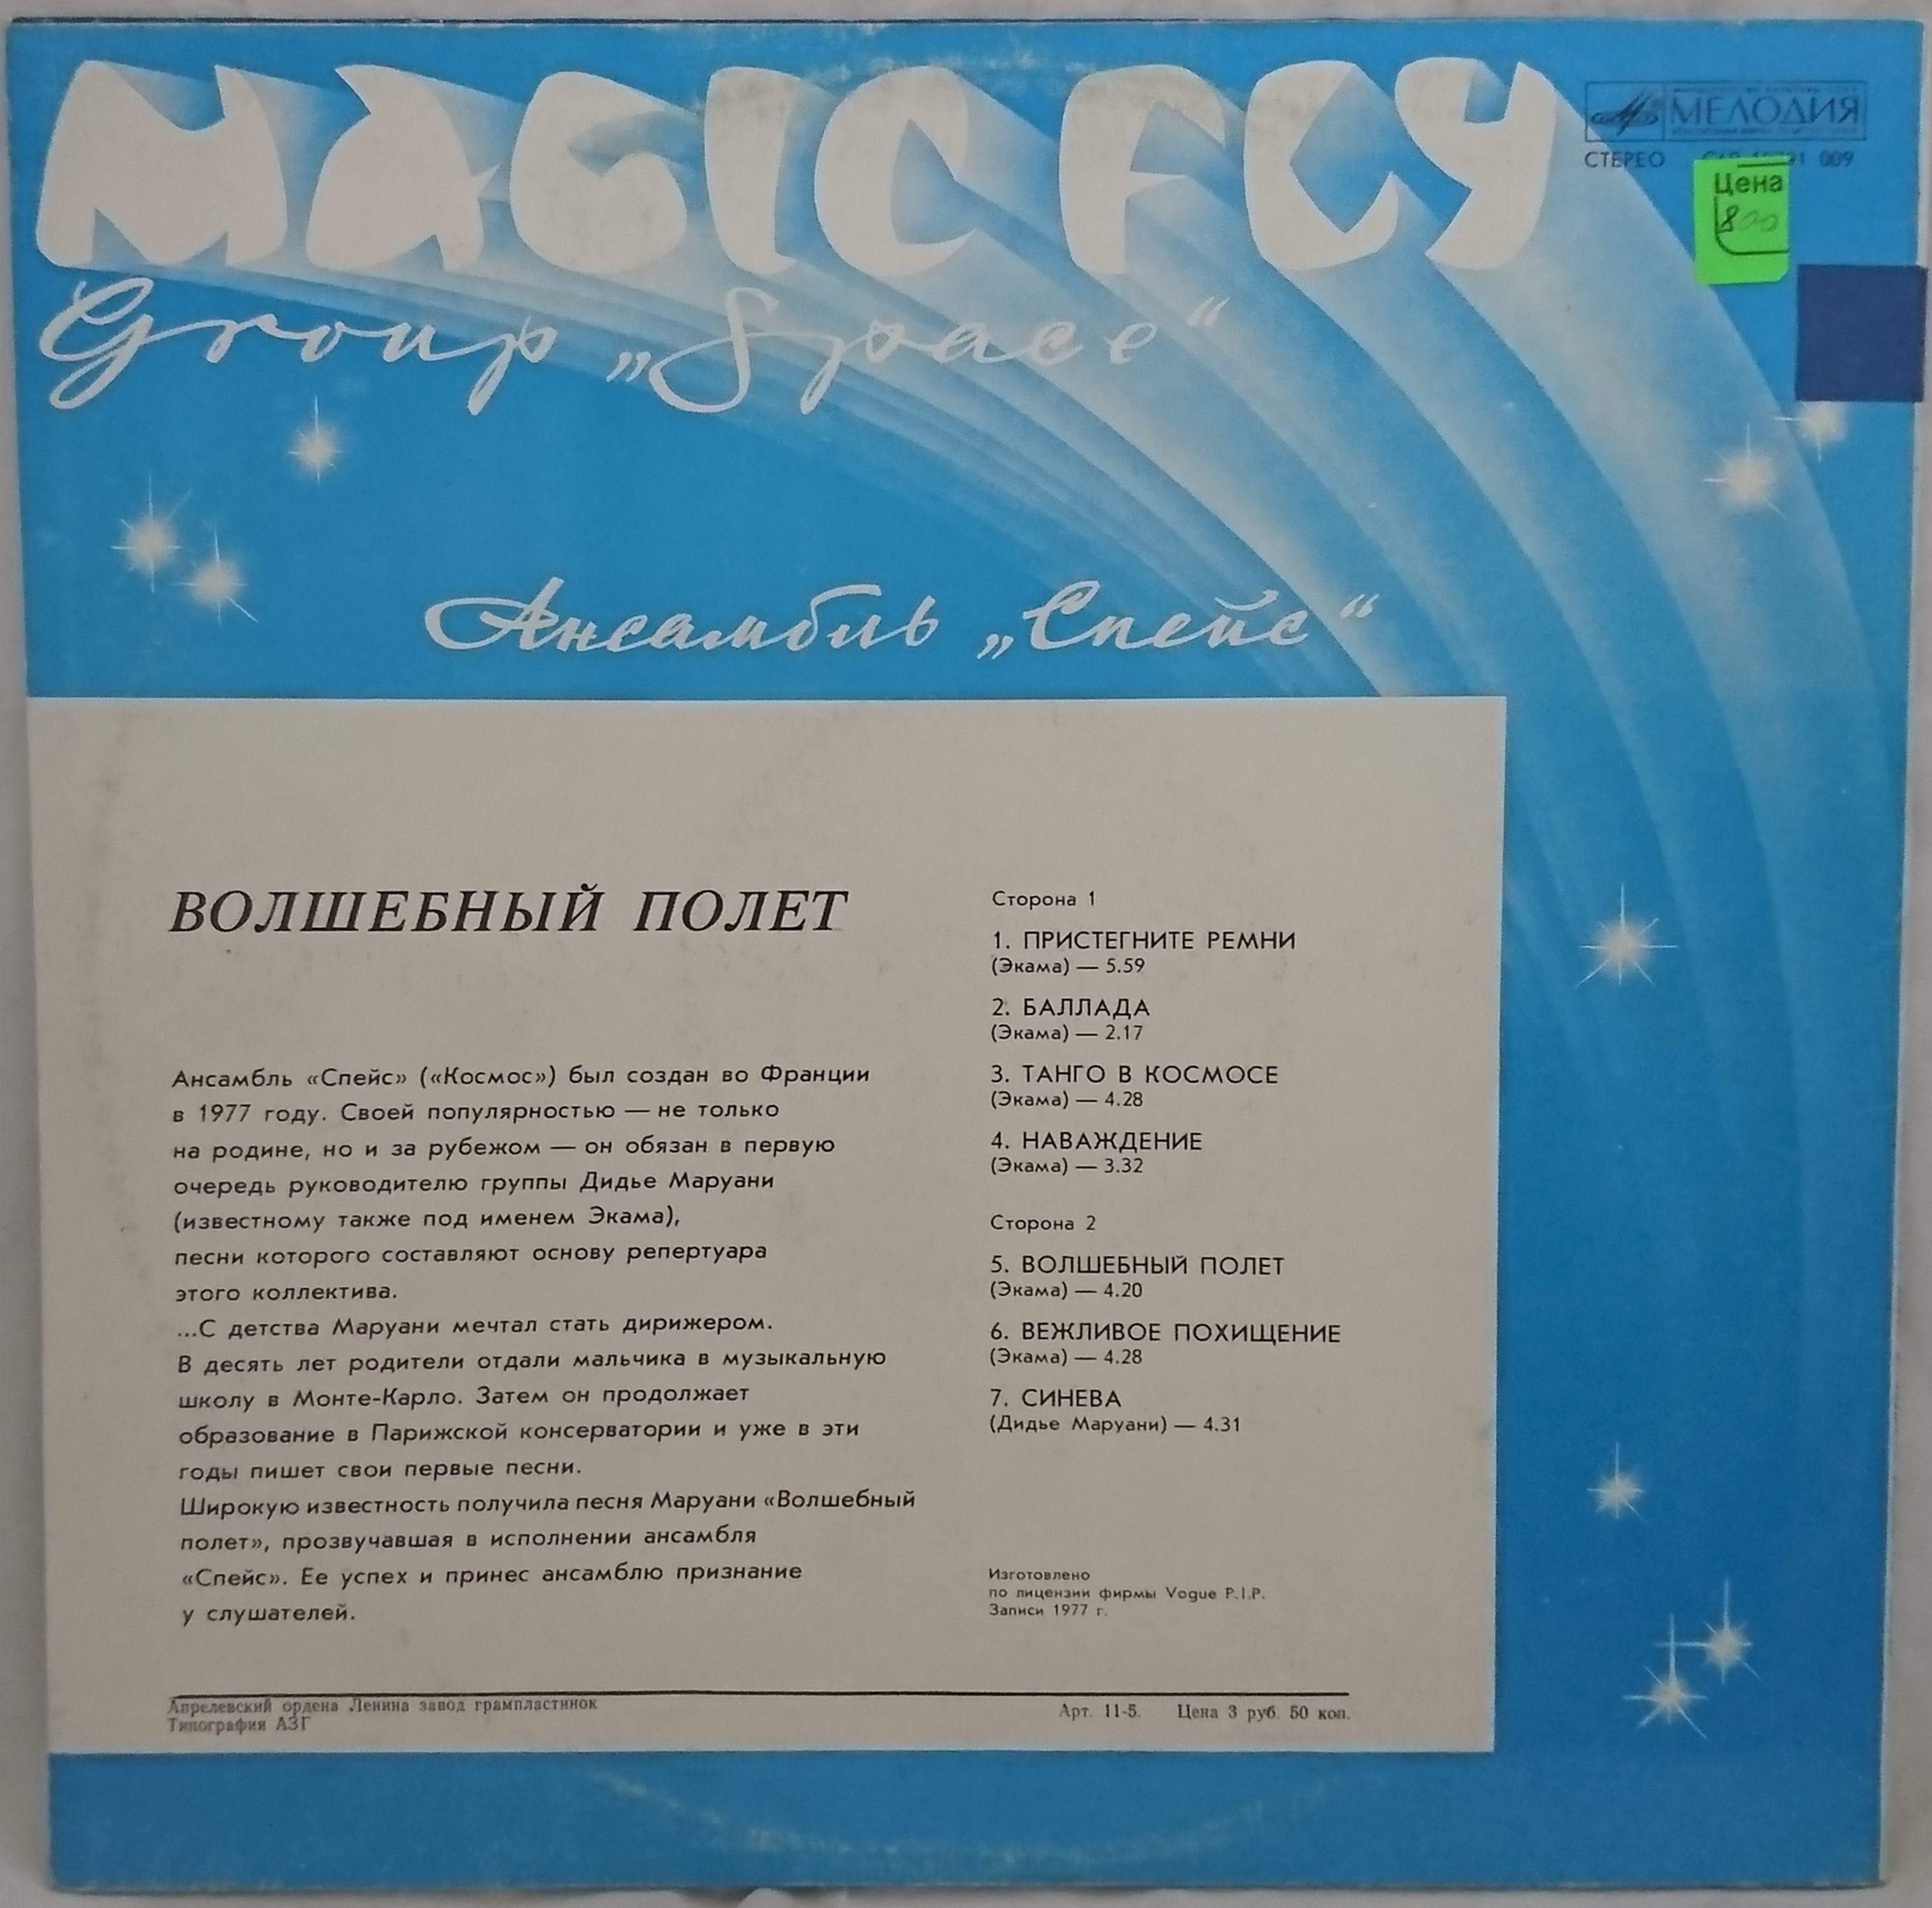 MAGIC FLY
МЕЛОДИЯ
СТЕРЕО 009
Цена
800
Group „Space“
Ансамбль „Спейс“
ВОЛШЕБНЫЙ ПОЛЕТ
Ансамбль «Спейс» («Космос») был создан во Франции
в 1977 году. Своей популярностью — не только
на родине, но и за рубежом — он обязан в первую
очередь руководителю группы Дидье Маруани
(известному также под именем Экама),
песни которого составляют основу репертуара
этого коллектива.
...С детства Маруани мечтал стать дирижером.
В десять лет родители отдали мальчика в музыкальную
школу в Монте-Карло. Затем он продолжает
образование в Парижской консерватории и уже в эти
годы пишет свои первые песни.
Широкую известность получила песня Маруани «Волшебный
полет», прозвучавшая в исполнении ансамбля
«Спейс». Ее успех и принес ансамблю признание
у слушателей.
Сторона 1
1. ПРИСТЕГНИТЕ РЕМНИ
(Экама) — 5.59
2. БАЛЛАДА
(Экама) — 2.17
3. ТАНГО В КОСМОСЕ
(Экама) — 4.28
4. НАВАЖДЕНИЕ
(Экама) — 3.32
Сторона 2
5. ВОЛШЕБНЫЙ ПОЛЕТ
(Экама) — 4.20
6. ВЕЖЛИВОЕ ПОХИЩЕНИЕ
(Экама) — 4.28
7. СИНЕВА
(Дидье Маруани) — 4.31
Изготовлено
по лицензии фирмы Vogue P.I.P.
Записи 1977 г.
Апрелевский ордена Ленина завод грампластинок
Типография АЗГ
Арт. 11-5. Цена 3 руб. 50 коп.